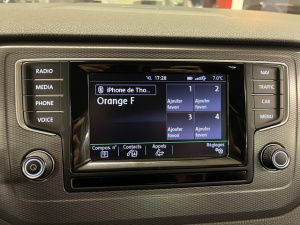 17:28
7.0°C
iPhone de Tho...
1
2
Orange F
Ajouter favori
Ajouter favori
3
4
Ajouter favori
Ajouter favori
Compos. n°
Contacts
Appels
Réglages
RADIO
MEDIA
PHONE
VOICE
NAV
TRAFFIC
CAR
MENU